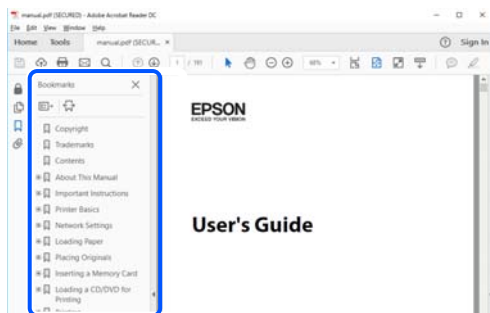 manual.pdf (SECURED) - Adobe Acrobat Reader DC
File Edit View Window Help
Home Tools manual.pdf (SECUR... × Sign In
1 / 191
Bookmarks
Copyright
Trademarks
Contents
About This Manual
Important Instructions
Printer Basics
Network Settings
Loading Paper
Placing Originals
Inserting a Memory Card
Loading a CD/DVD for
Printing
EPSON
EXCEED YOUR VISION
User's Guide